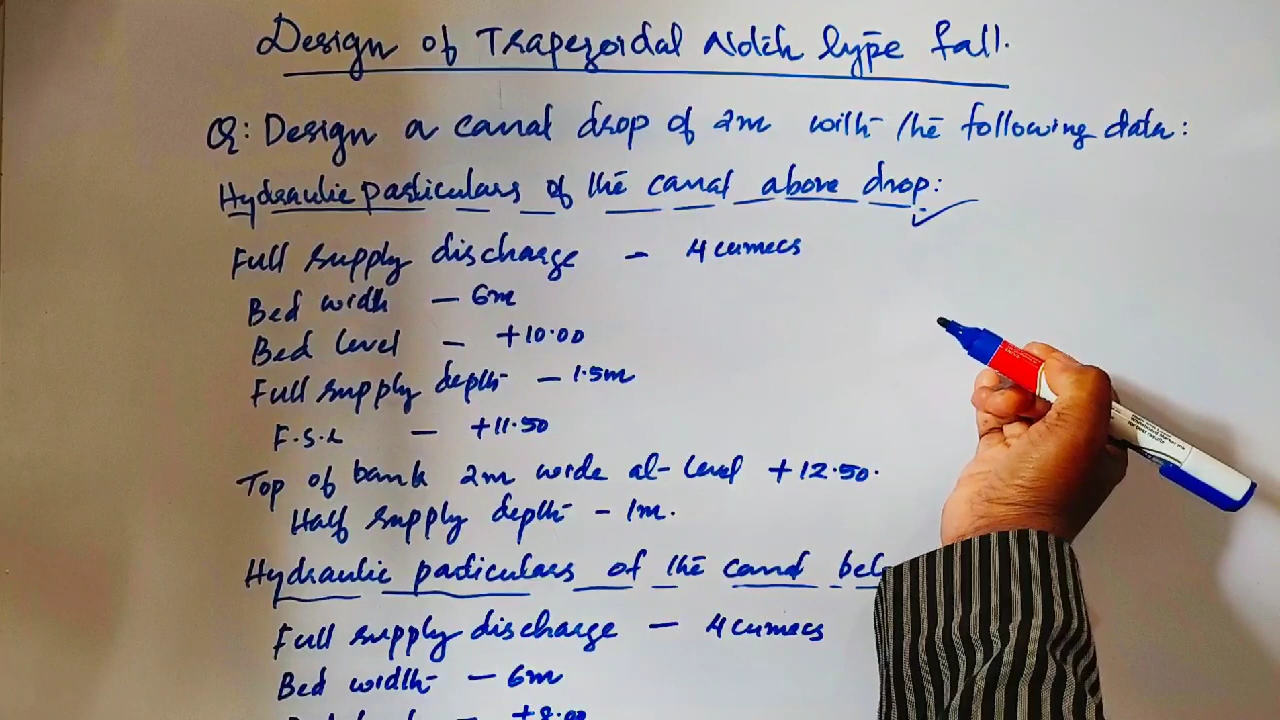 Design of Trapezoidal Notch type fall.
Q: Design a canal drop of 2m with the following data:
Hydraulic particulars of the canal above drop:
Full supply discharge - 4 cumecs
Bed width - 6m
Bed level - +10.00
Full supply depth - 1.5m
F.S.L - +11.50
Top of bank 2m wide at level +12.50.
Half supply depth - 1m.
Hydraulic particulars of the canal
Full supply discharge - 4 cumecs
Bed width - 6m
+8.00